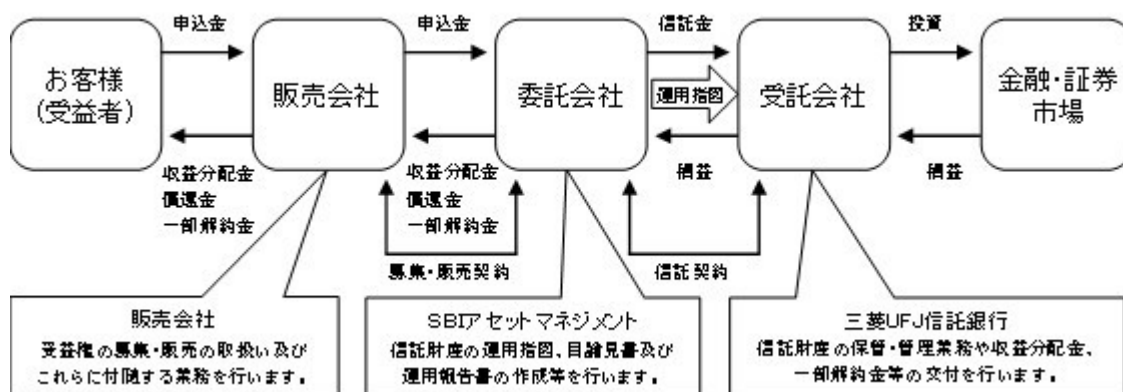 申込金
申込金
信託金
投資
お客様
(受益者)
販売会社
委託会社
運用指図
受託会社
金融・証券
市場
収益分配金
償還金
一部解約金
収益分配金
償還金
一部解約金
損益
損益
募集・販売契約
信託契約
販売会社
受益権の募集・販売の取扱い及び
これらに付随する業務を行います。
SBIアセットマネジメント
信託財産の運用指図、目論見書及び
運用報告書の作成等を行います。
三菱UFJ信託銀行
信託財産の保管・管理業務や収益分配金、
一部解約金等の交付を行います。